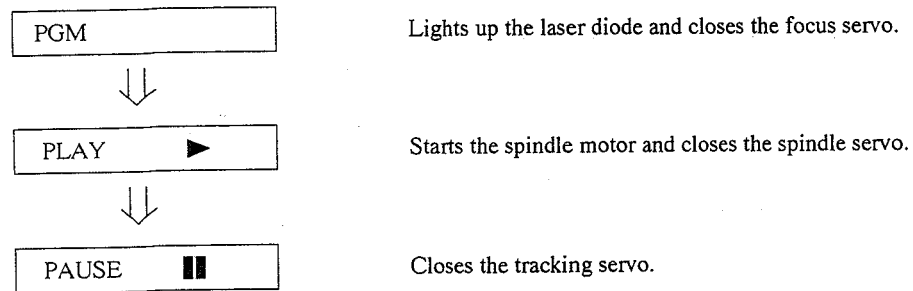 PGM Lights up the laser diode and closes the focus servo.
PLAY ► Starts the spindle motor and closes the spindle servo.
PAUSE ❚❚ Closes the tracking servo.